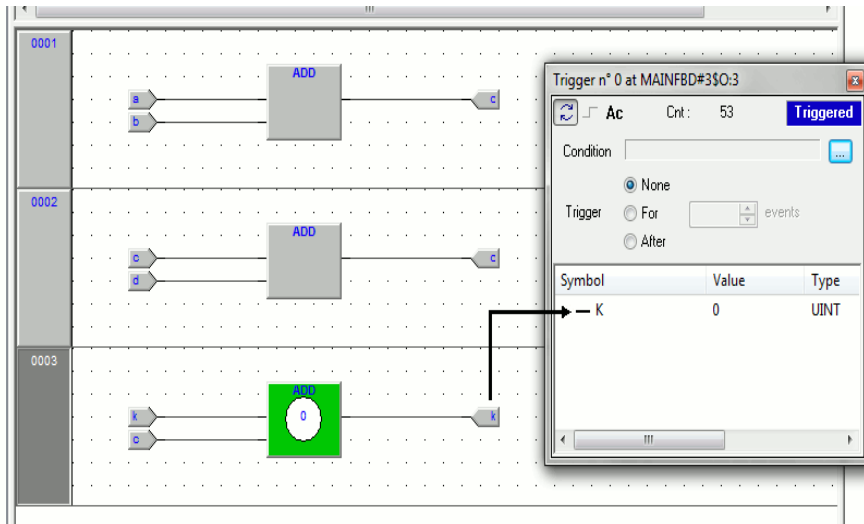 0001
ADD
a
c
b
0002
ADD
c
c
d
0003
ADD
k
0
k
c
Trigger n° 0 at MAINFBD#3$O:3
Ac Cnt: 53 Triggered
Condition ...
None
Trigger For events
After
Symbol Value Type
K 0 UINT